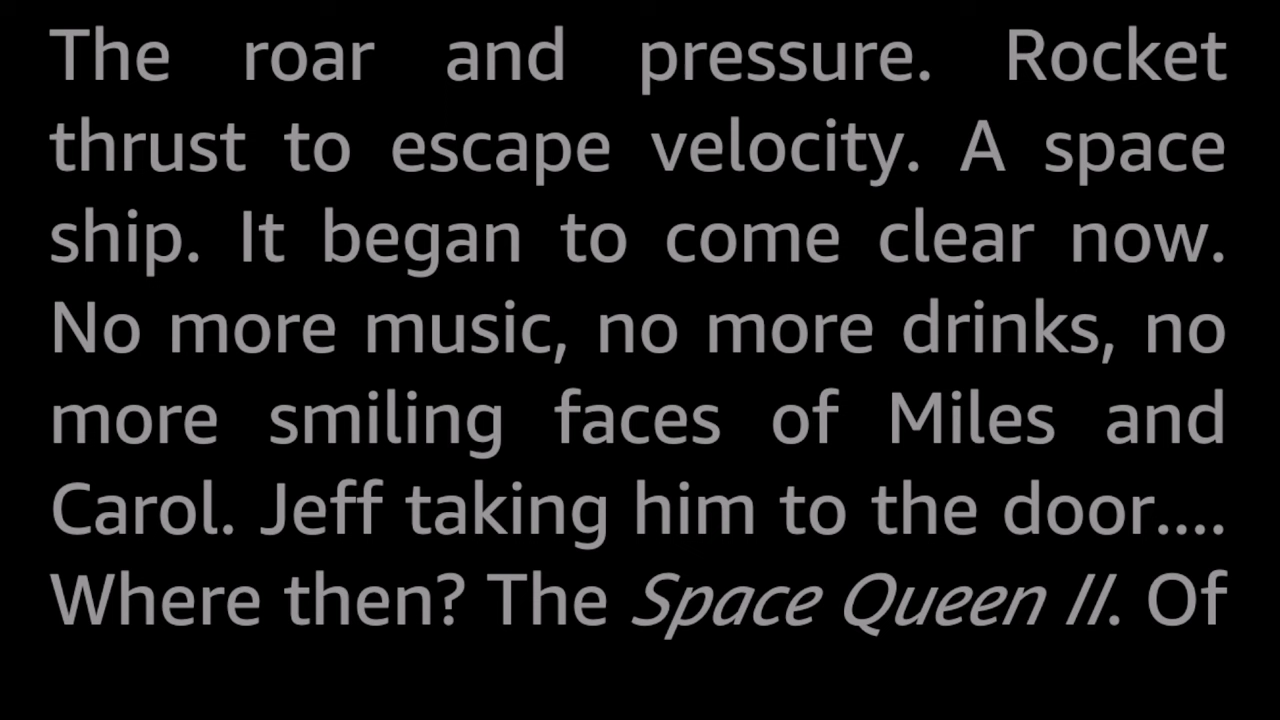 The roar and pressure. Rocket
thrust to escape velocity. A space
ship. It began to come clear now.
No more music, no more drinks, no
more smiling faces of Miles and
Carol. Jeff taking him to the door....
Where then? The Space Queen II. Of